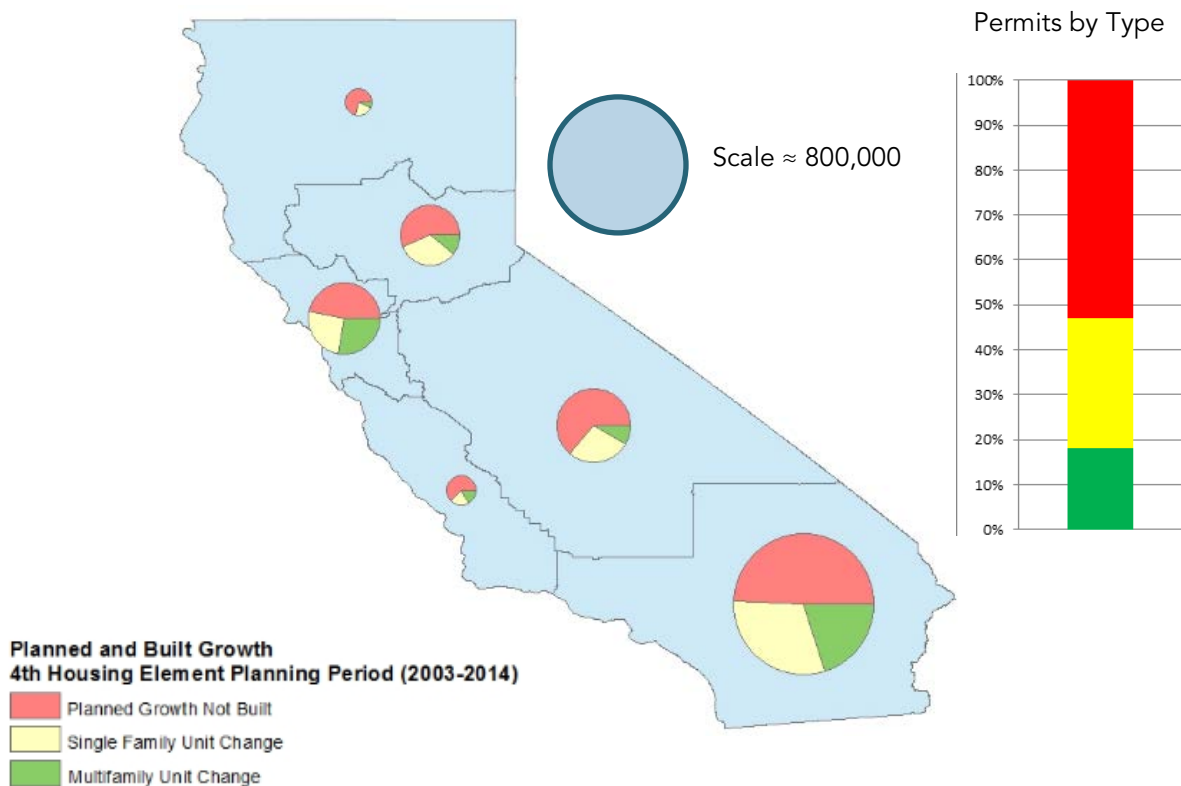 Permits by Type
100%
90%
80%
70%
60%
50%
40%
30%
20%
10%
0%
Scale ≈ 800,000
Planned and Built Growth
4th Housing Element Planning Period (2003-2014)
Planned Growth Not Built
Single Family Unit Change
Multifamily Unit Change